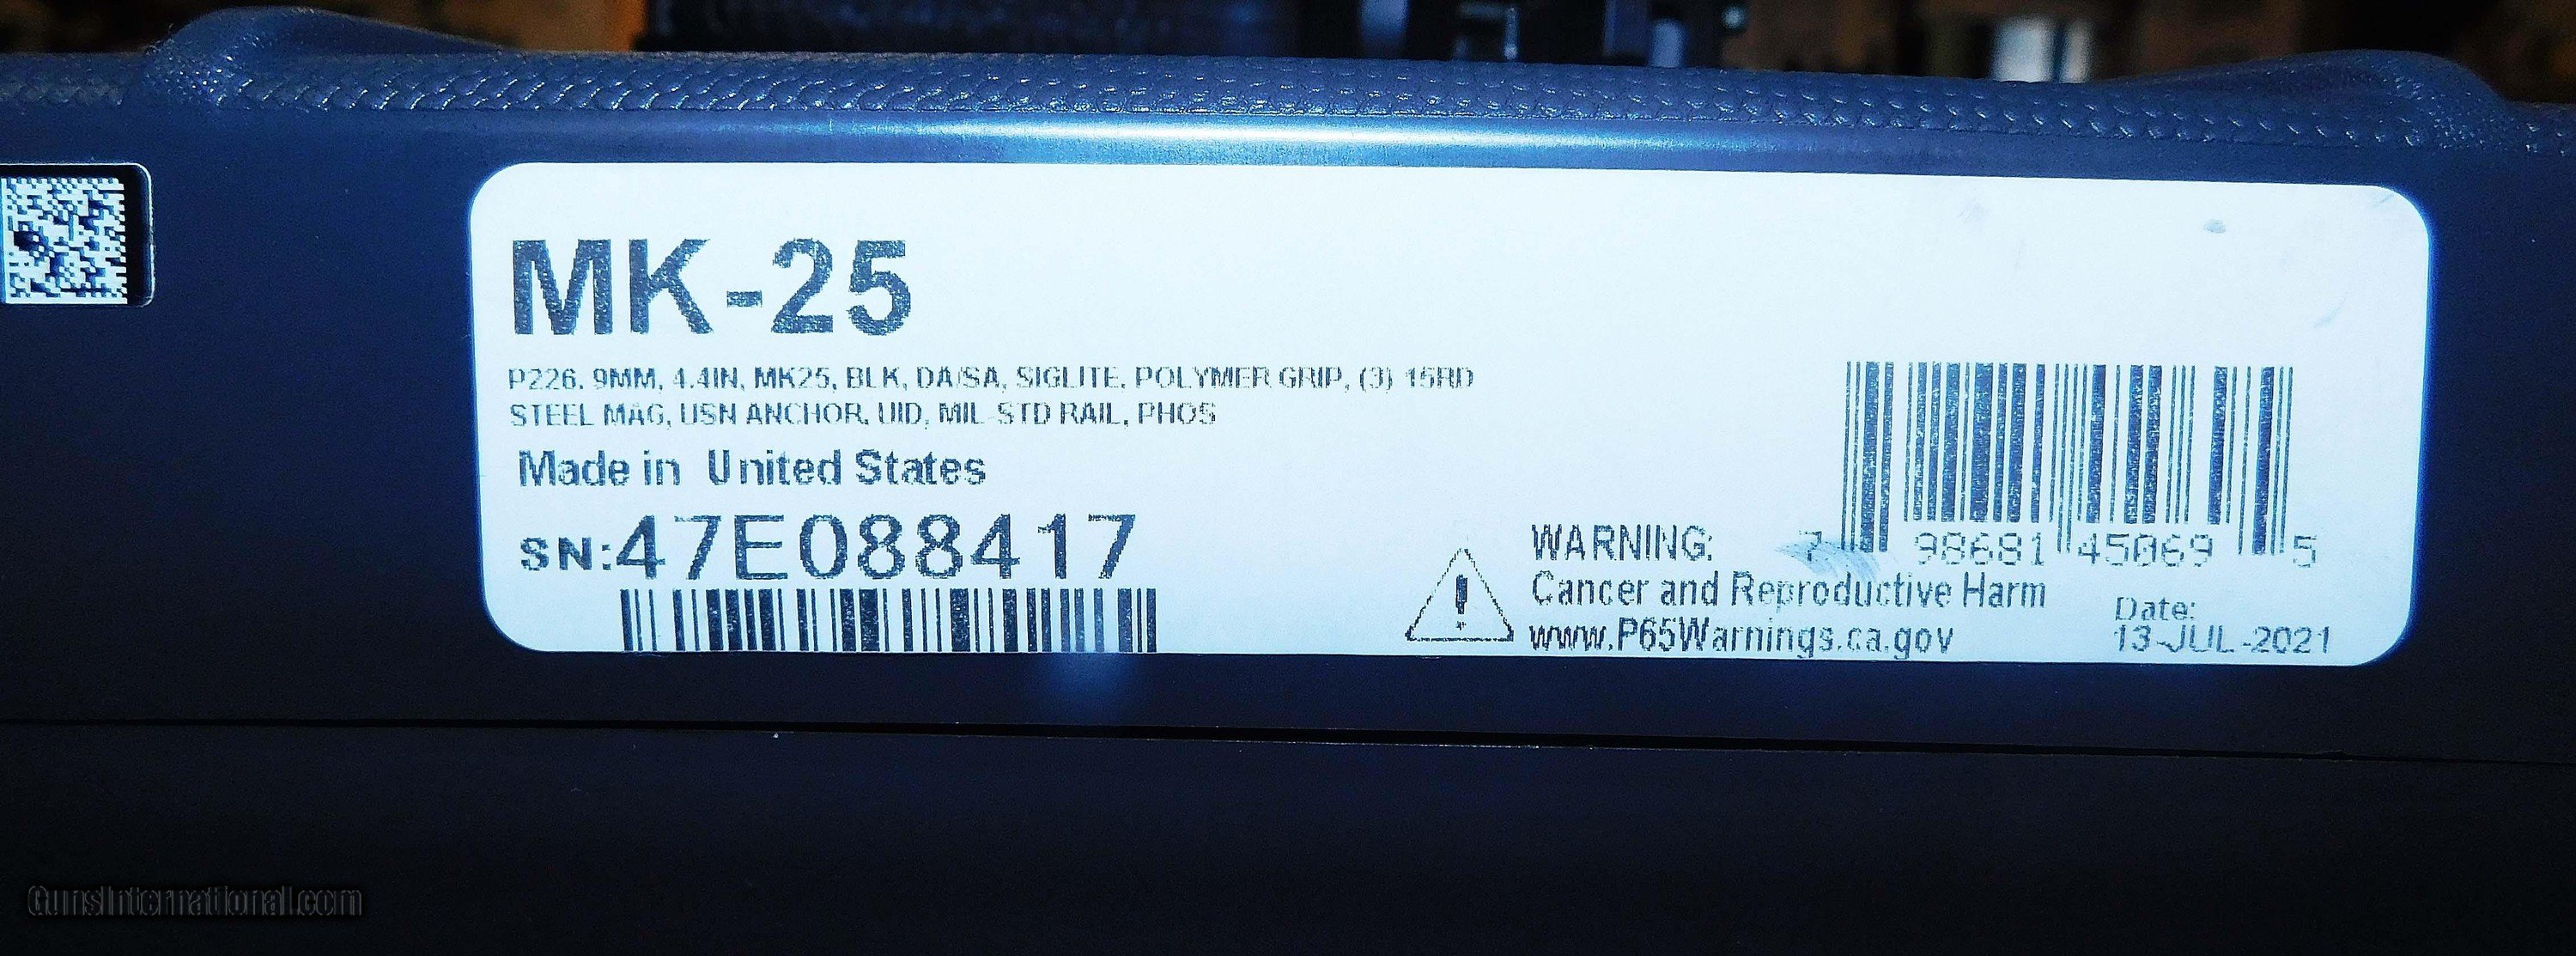 MK-25
P226, 9MM, 4.4IN, MK25, BLK, DA/SA, SIGLITE, POLYMER GRIP, (3) 15RD
STEEL MAG, USN ANCHOR, UID, MIL-STD RAIL, PHOS
Made in United States
SN:47E088417
7 98681 45069 5
WARNING:
Cancer and Reproductive Harm
www.P65Warnings.ca.gov
Date:
13-JUL-2021
GunsInternational.com